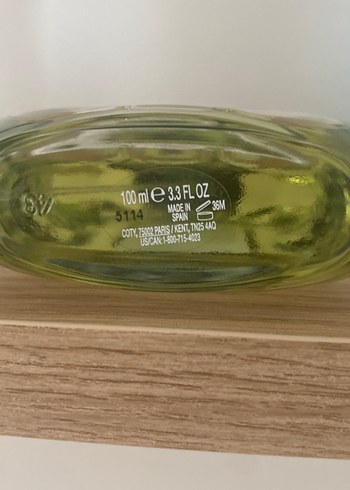 100 ml ℮ 3.3 FL OZ
5114 MADE IN SPAIN 36M
COTY, 75002 PARIS / KENT, TN25 4AQ
US/CAN:1-800-715-4023